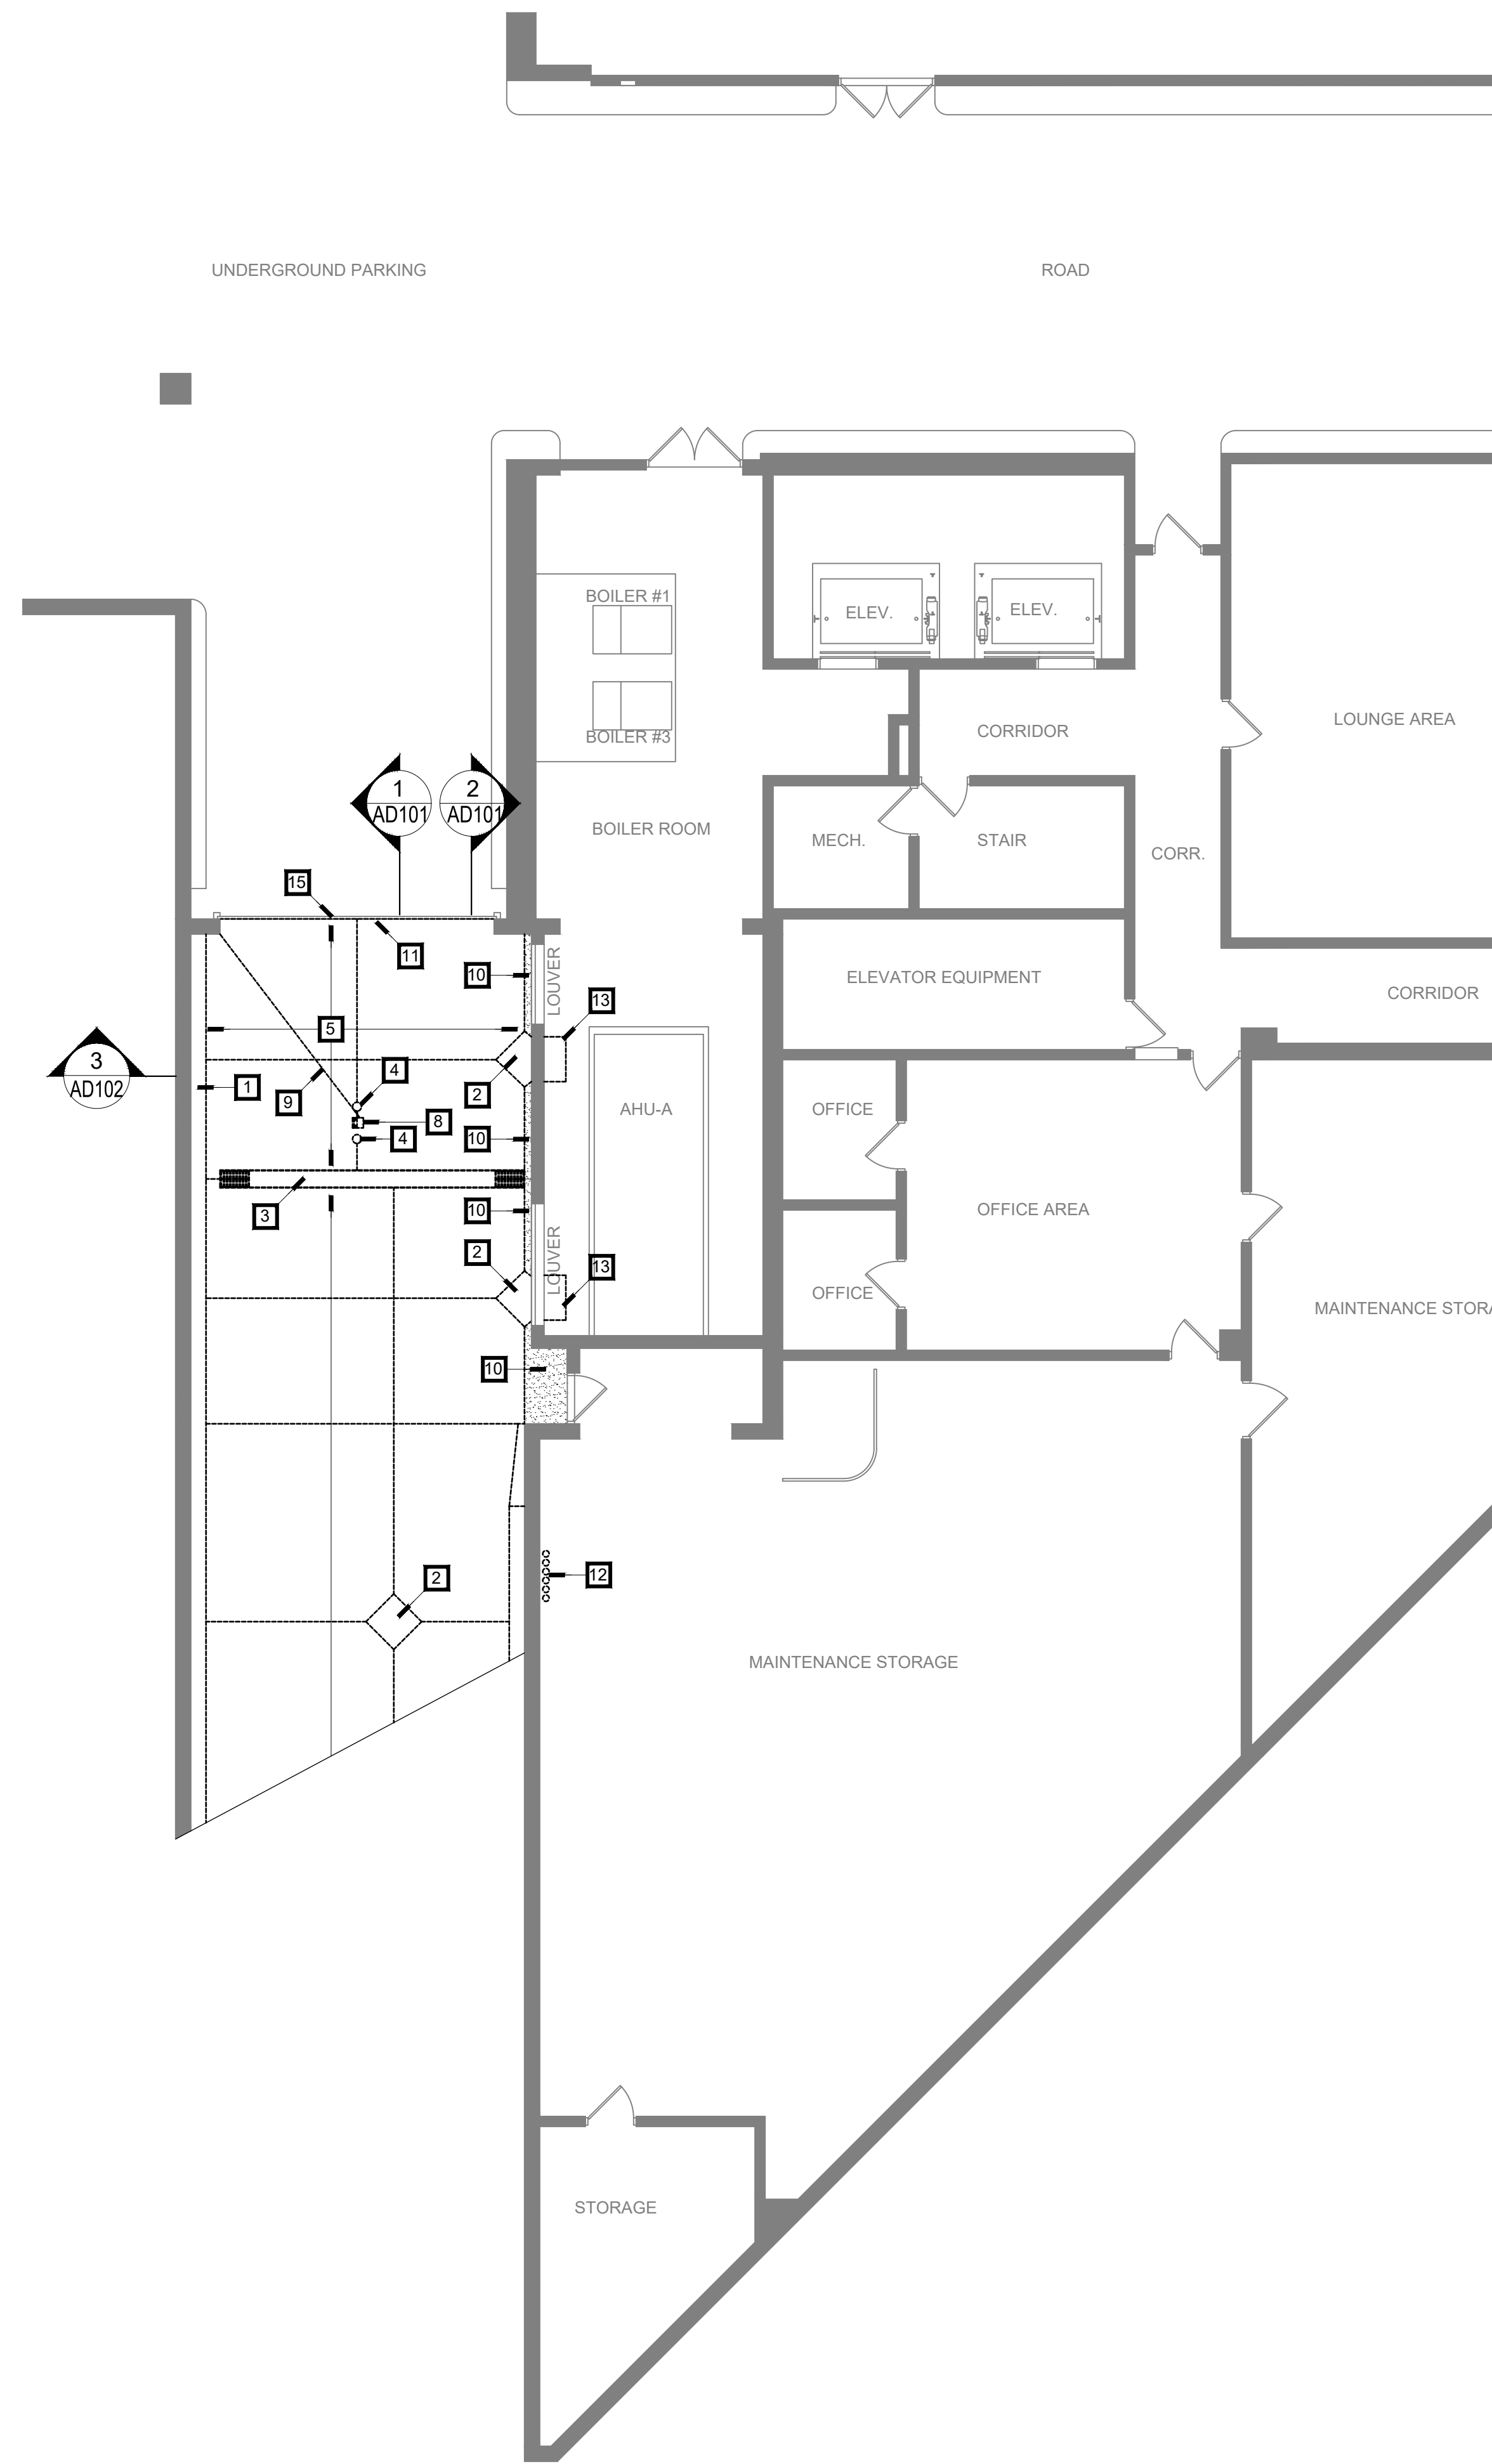 UNDERGROUND PARKING
ROAD
BOILER #1
ELEV.
ELEV.
BOILER #3
CORRIDOR
LOUNGE AREA
1
AD101
2
AD101
BOILER ROOM
MECH.
STAIR
CORR.
15
11
10
LOUVER
ELEVATOR EQUIPMENT
CORRIDOR
13
5
3
AD102
1
9
4
2
8
4
10
AHU-A
OFFICE
3
10
OFFICE AREA
2
LOUVER
13
OFFICE
MAINTENANCE STORA
10
2
12
MAINTENANCE STORAGE
STORAGE